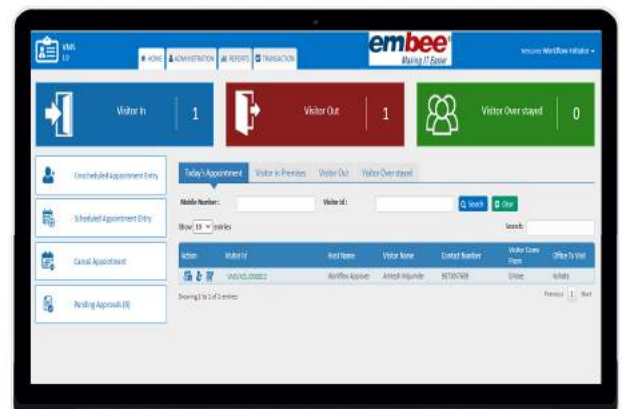 VMS
1.0
HOME ADMINISTRATION REPORTS TRANSACTION
embee
Making IT Easier
Welcome Workflow Initiator
Visitor In 1
Visitor Out 1
Visitor Over stayed 0
Unscheduled Appointment Entry
Scheduled Appointment Entry
Cancel Appointment
Pending Approvals (0)
Today's Appointment Visitor In Premises Visitor Out Visitor Over stayed
Mobile Number : Visitor Id : Search Clear
Show 10 entries Search:
Action Visitor Id Host Name Visitor Name Contact Number Visitor Come From Office To Visit
Workflow Approver Embee Kolkata
Showing 1 to 1 of 1 entries Previous 1 Next